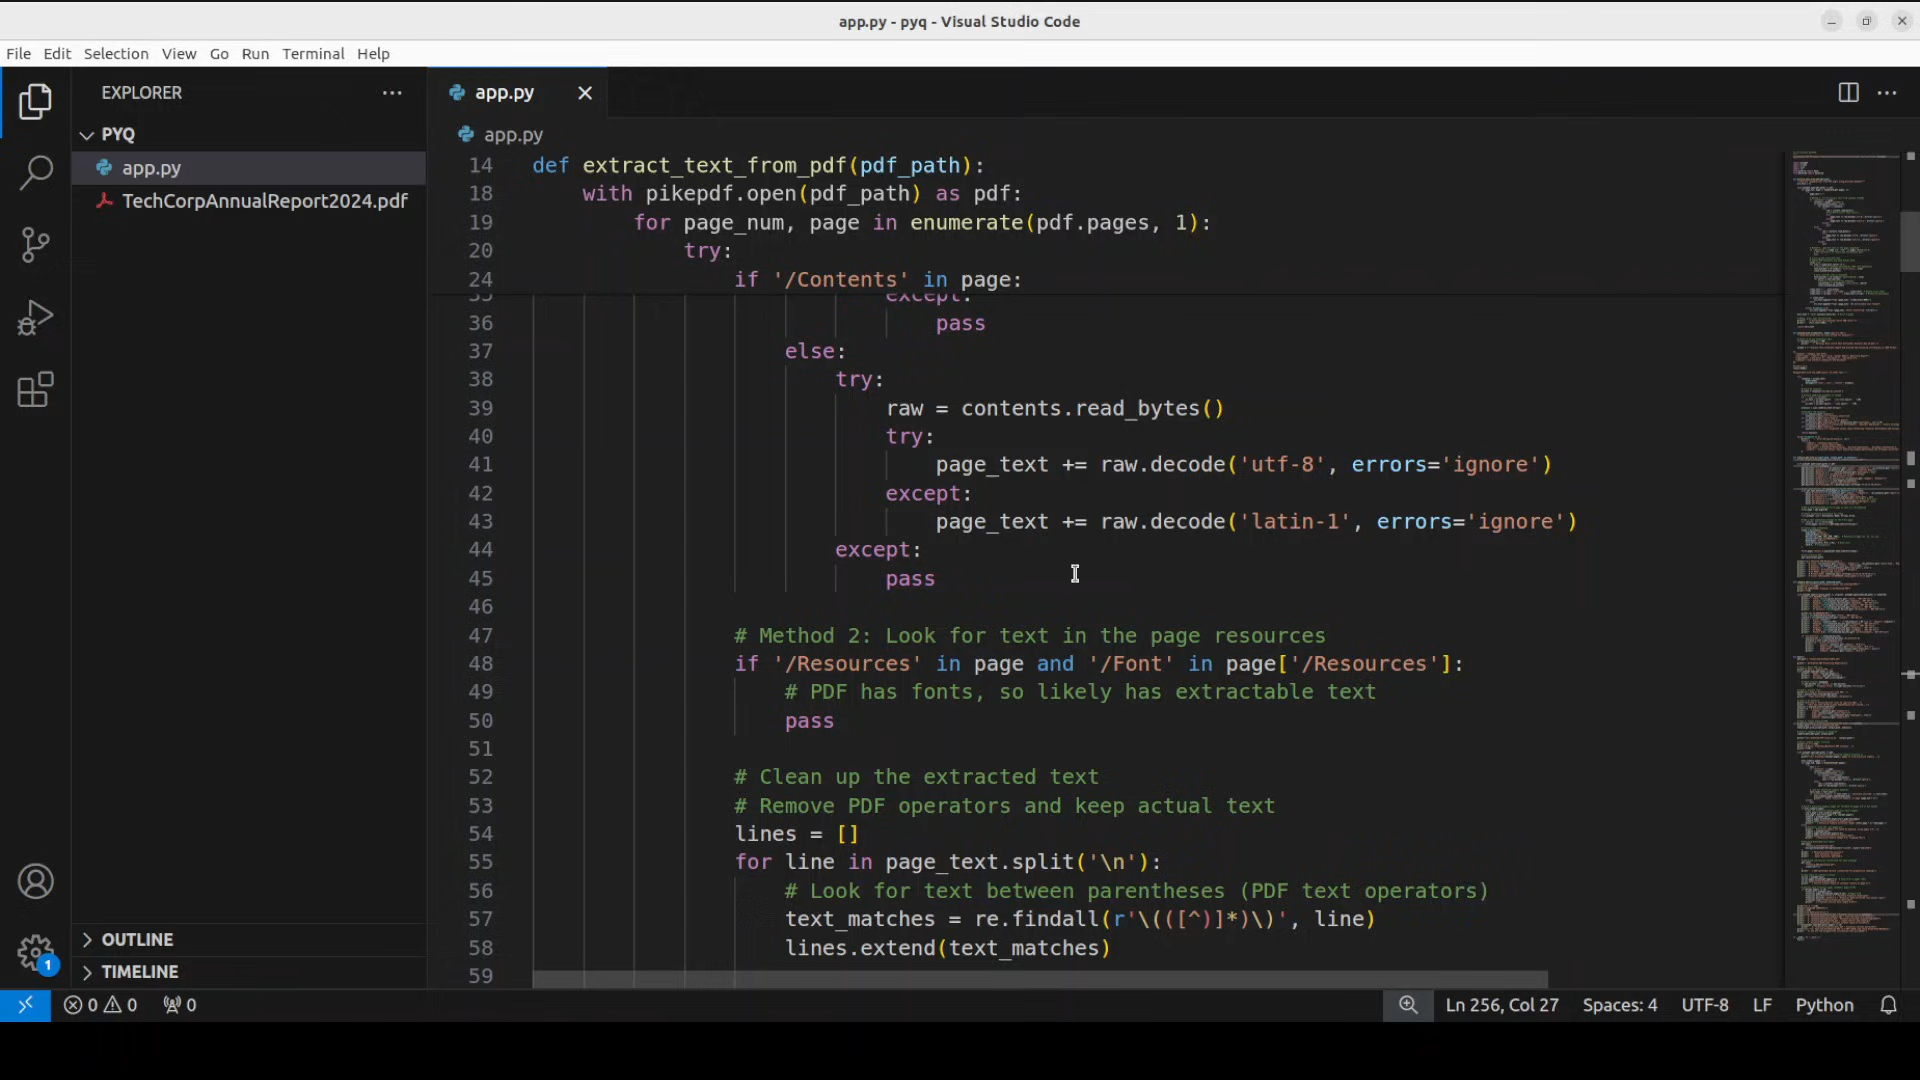 app.py - pyq - Visual Studio Code
File Edit Selection View Go Run Terminal Help
EXPLORER
PYQ
app.py
TechCorpAnnualReport2024.pdf
OUTLINE
TIMELINE
app.py
app.py
14 def extract_text_from_pdf(pdf_path):
18 with pikepdf.open(pdf_path) as pdf:
19 for page_num, page in enumerate(pdf.pages, 1):
20 try:
24 if '/Contents' in page:
35 except:
36 pass
37 else:
38 try:
39 raw = contents.read_bytes()
40 try:
41 page_text += raw.decode('utf-8', errors='ignore')
42 except:
43 page_text += raw.decode('latin-1', errors='ignore')
44 except:
45 pass
46
47 # Method 2: Look for text in the page resources
48 if '/Resources' in page and '/Font' in page['/Resources']:
49 # PDF has fonts, so likely has extractable text
50 pass
51
52 # Clean up the extracted text
53 # Remove PDF operators and keep actual text
54 lines = []
55 for line in page_text.split('\n'):
56 # Look for text between parentheses (PDF text operators)
57 text_matches = re.findall(r'\(([^)]*)\)', line)
58 lines.extend(text_matches)
59
1
0 0 0 Ln 256, Col 27 Spaces: 4 UTF-8 LF Python